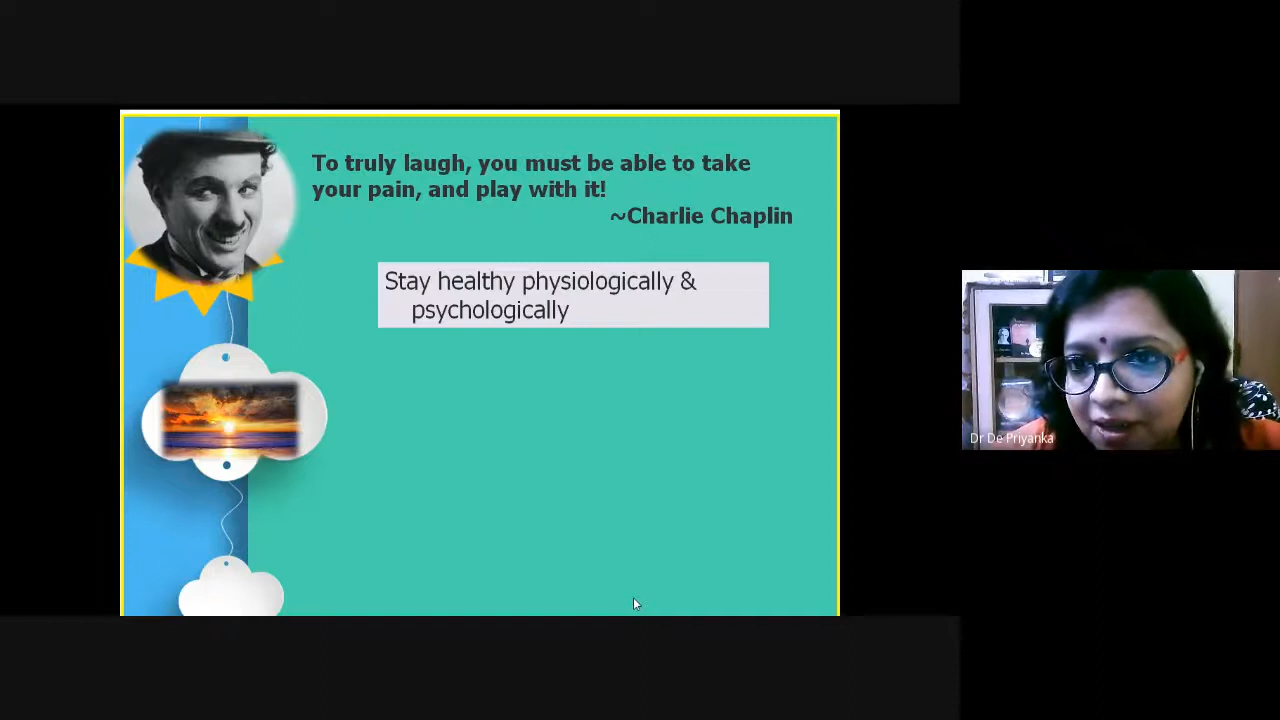 To truly laugh, you must be able to take
your pain, and play with it!
~Charlie Chaplin
Stay healthy physiologically &
psychologically
Dr De Priyanka